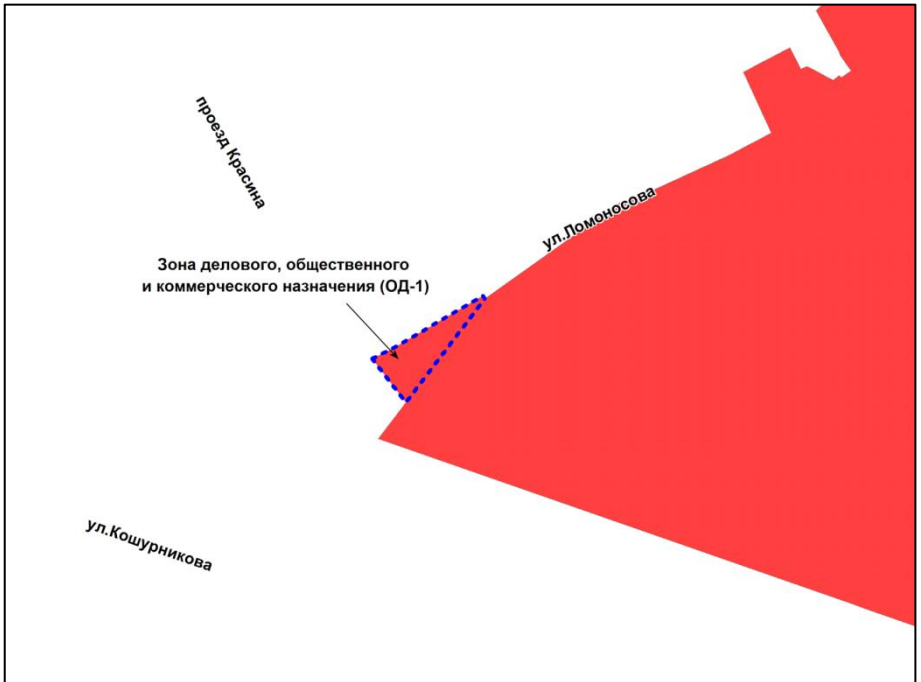 проезд Красина
ул.Ломоносова
Зона делового, общественного
и коммерческого назначения (ОД-1)
ул.Кошурникова